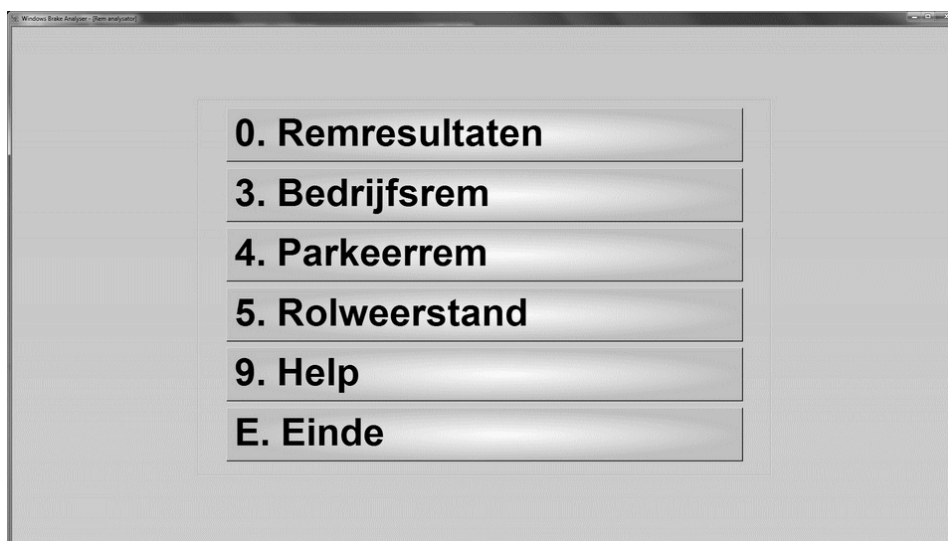 Windows Brake Analyser - [Rem analysator]
0. Remresultaten
3. Bedrijfsrem
4. Parkeerrem
5. Rolweerstand
9. Help
E. Einde